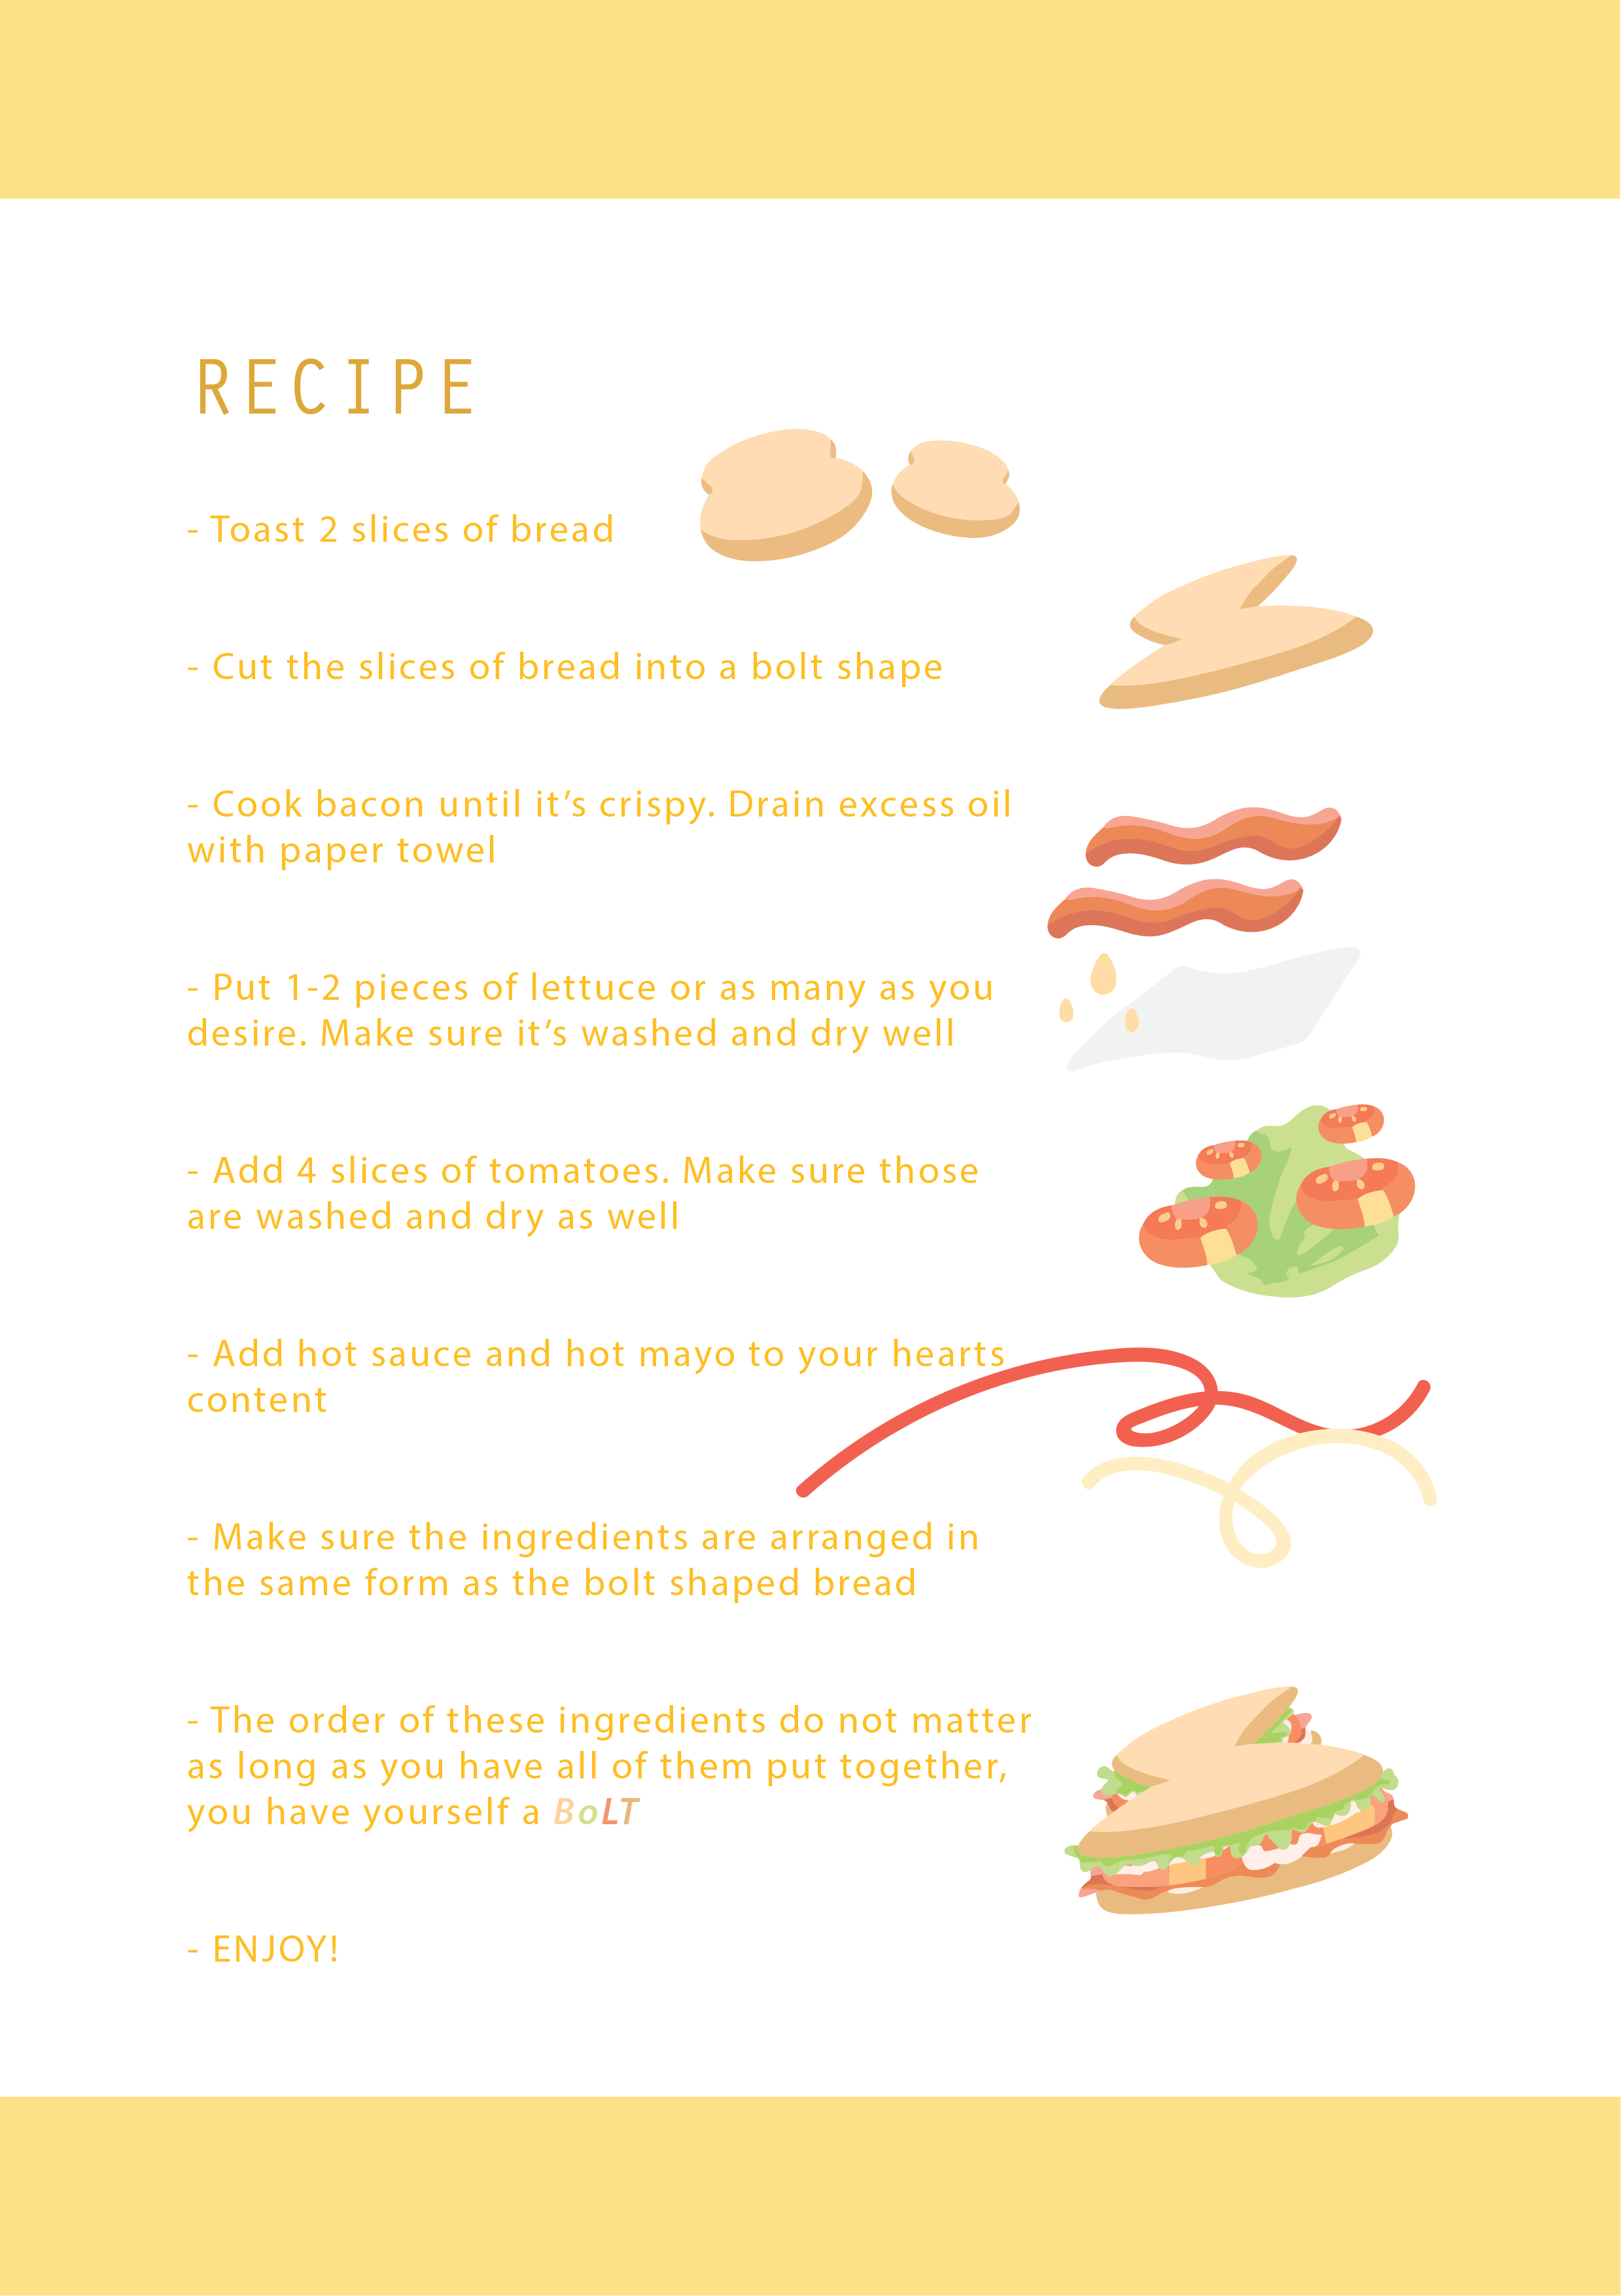 RECIPE
- Toast 2 slices of bread
- Cut the slices of bread into a bolt shape
- Cook bacon until it’s crispy. Drain excess oil
with paper towel
- Put 1-2 pieces of lettuce or as many as you
desire. Make sure it’s washed and dry well
- Add 4 slices of tomatoes. Make sure those
are washed and dry as well
- Add hot sauce and hot mayo to your hearts
content
- Make sure the ingredients are arranged in
the same form as the bolt shaped bread
- The order of these ingredients do not matter
as long as you have all of them put together,
you have yourself a BoLT
- ENJOY!